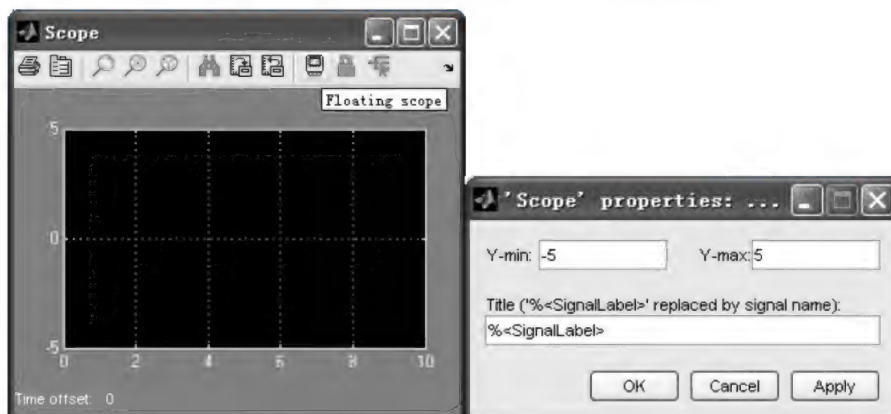 Scope
Floating scope
5
0
-5
0 2 4 6 8 10
Time offset: 0
'Scope' properties: ...
Y-min: -5 Y-max: 5
Title ('%<SignalLabel>' replaced by signal name):
%<SignalLabel>
OK Cancel Apply